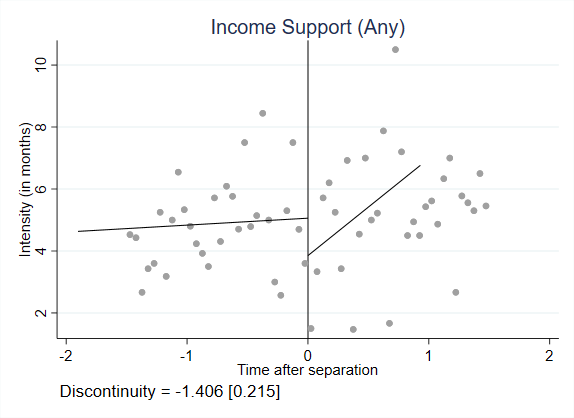 Income Support (Any)
Intensity (in months)
10
8
6
4
2
-2 -1 0 1 2
Time after separation
Discontinuity = -1.406 [0.215]